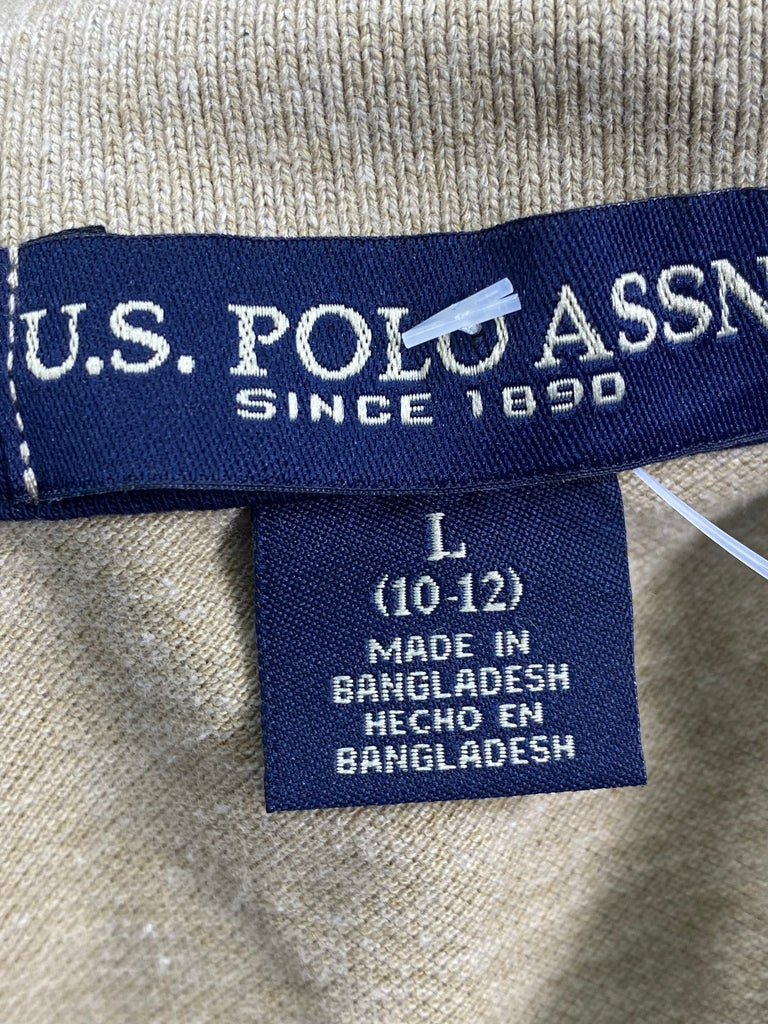 U.S. POLO ASSN
SINCE 1890
L
(10-12)
MADE IN
BANGLADESH
HECHO EN
BANGLADESH